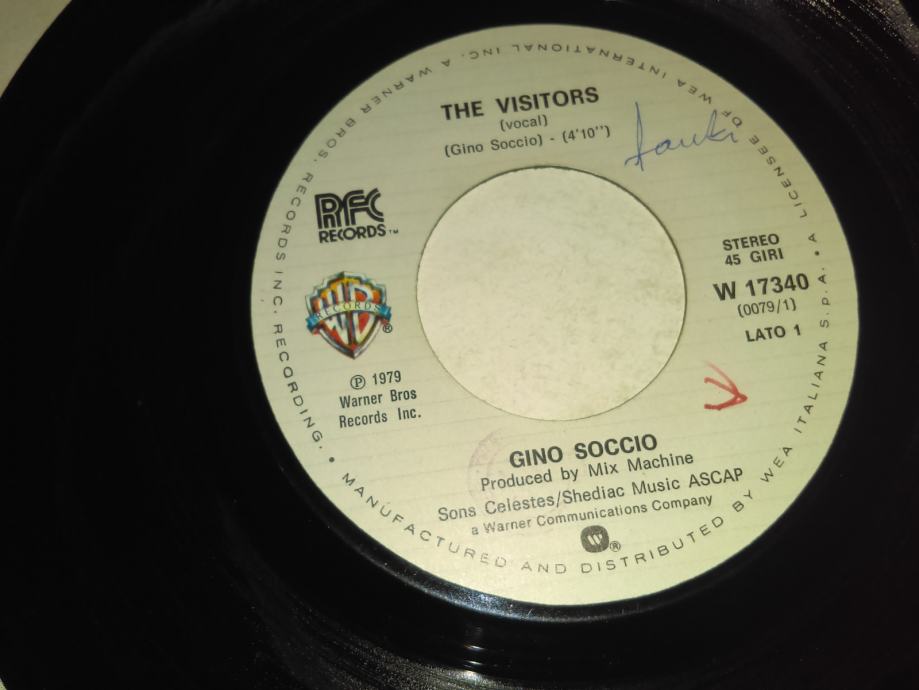 THE VISITORS
(vocal)
(Gino Soccio) - (4'10")
RFC
RECORDS™
WB
RECORDS
®
℗ 1979
Warner Bros
Records Inc.
STEREO
45 GIRI
W 17340
(0079/1)
LATO 1
GINO SOCCIO
Produced by Mix Machine
Sons Celestes/Shediac Music ASCAP
a Warner Communications Company
®
• MANUFACTURED AND DISTRIBUTED BY WEA ITALIANA S.p.A. • A LICENSEE OF WEA INTERNATIONAL INC. A WARNER BROS. RECORDS INC. RECORDING.